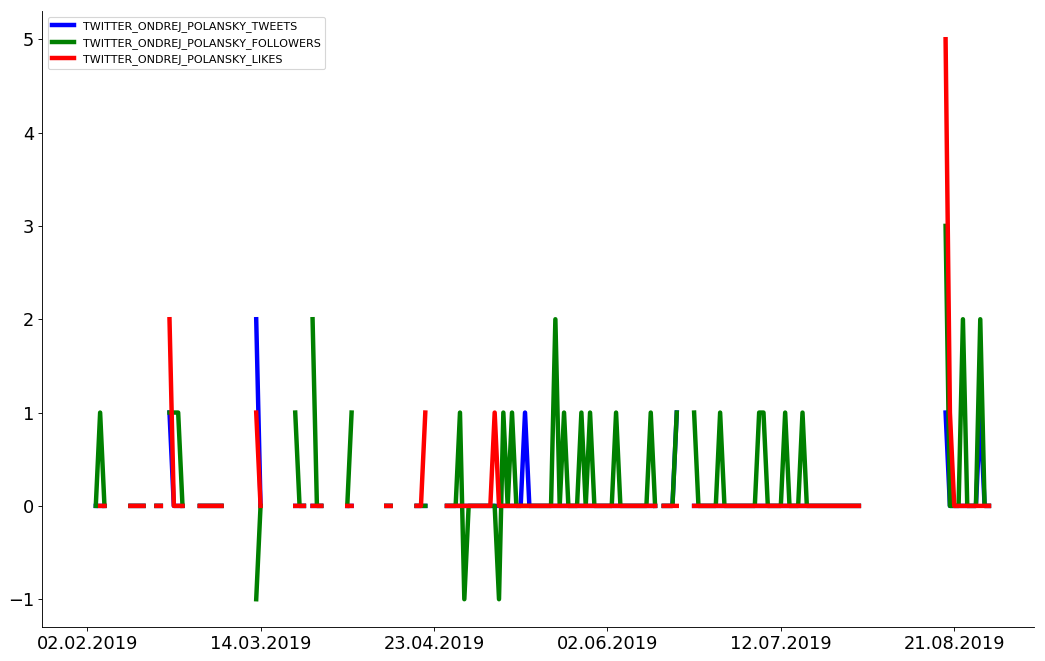 TWITTER_ONDREJ_POLANSKY_TWEETS
TWITTER_ONDREJ_POLANSKY_FOLLOWERS
TWITTER_ONDREJ_POLANSKY_LIKES
5
4
3
2
1
0
−1
02.02.2019 14.03.2019 23.04.2019 02.06.2019 12.07.2019 21.08.2019